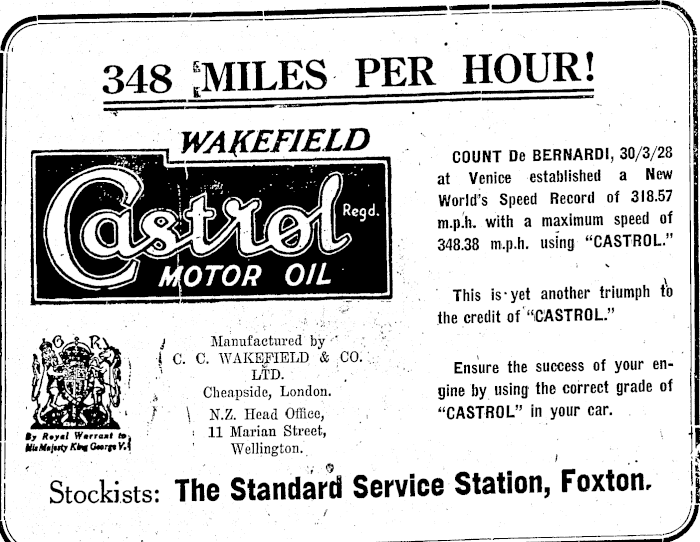 348 MILES PER HOUR!
WAKEFIELD
Castrol Regd.
MOTOR OIL
COUNT De BERNARDI, 30/3/28
at Venice established a New
World's Speed Record of 318.57
m.p.h. with a maximum speed of
348.38 m.p.h. using "CASTROL."
This is yet another triumph to
the credit of "CASTROL."
Ensure the success of your en-
gine by using the correct grade of
"CASTROL" in your car.
G R
By Royal Warrant to
His Majesty King George V.
Manufactured by
C. C. WAKEFIELD & CO.
LTD.
Cheapside, London.
N.Z. Head Office,
11 Marian Street,
Wellington.
Stockists: The Standard Service Station, Foxton.